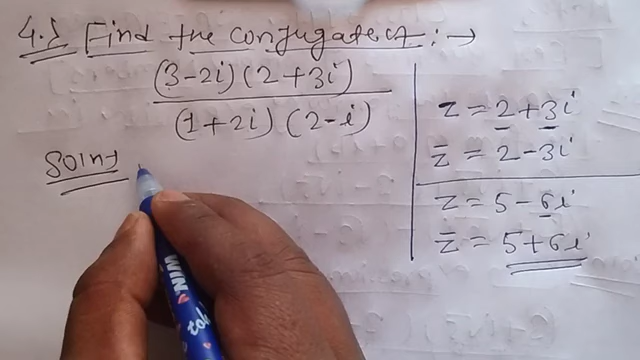 4.§ Find the conjugate of : →
(3-2i) (2+3i)
(1+2i) (2-i)
z = 2+3i
z̄ = 2-3i
Soln→
z = 5-6i
z̄ = 5+6i
WIN